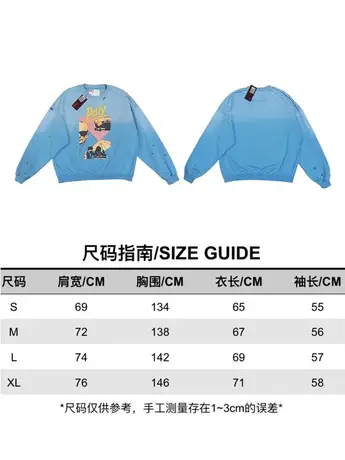 尺码指南/SIZE GUIDE
尺码 肩宽/CM 胸围/CM 衣长/CM 袖长/CM
S 69 134 65 55
M 72 138 67 56
L 74 142 69 57
XL 76 146 71 58
*尺码仅供参考，手工测量存在1~3cm的误差*